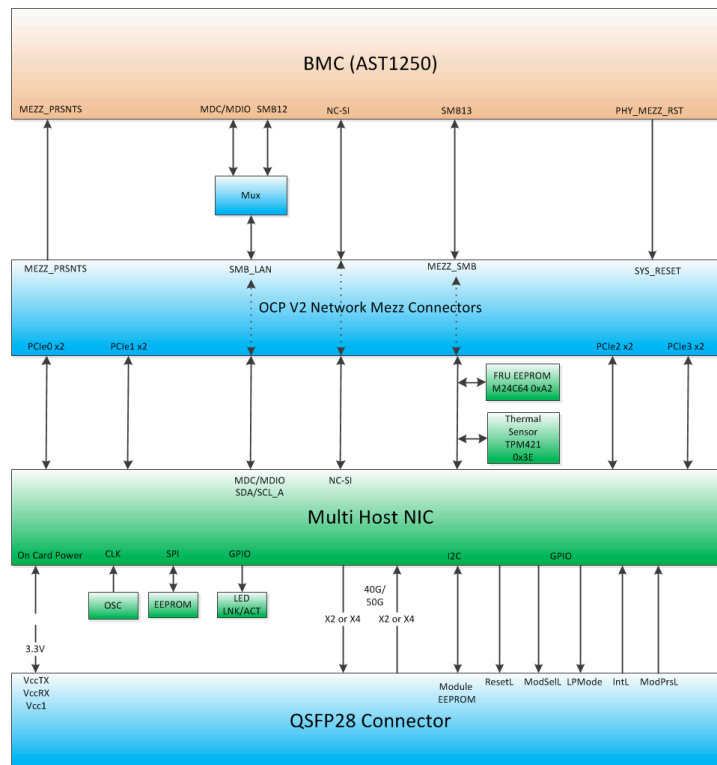 BMC (AST1250)
MEZZ_PRSNTS
MDC/MDIO
SMB12
NC-SI
SMB13
PHY_MEZZ_RST
Mux
MEZZ_PRSNTS
SMB_LAN
MEZZ_SMB
SYS_RESET
OCP V2 Network Mezz Connectors
PCIe0 x2
PCIe1 x2
PCIe2 x2
PCIe3 x2
FRU EEPROM
M24C64 0xA2
Thermal
Sensor
TPM421
0x3E
MDC/MDIO
SDA/SCL_A
NC-SI
Multi Host NIC
On Card Power
CLK
SPI
GPIO
I2C
GPIO
OSC
EEPROM
LED
LNK/ACT
40G/
50G
X2 or X4
X2 or X4
3.3V
VccTX
VccRX
Vcc1
Module
EEPROM
ResetL
ModSelL
LPMode
IntL
ModPrsL
QSFP28 Connector